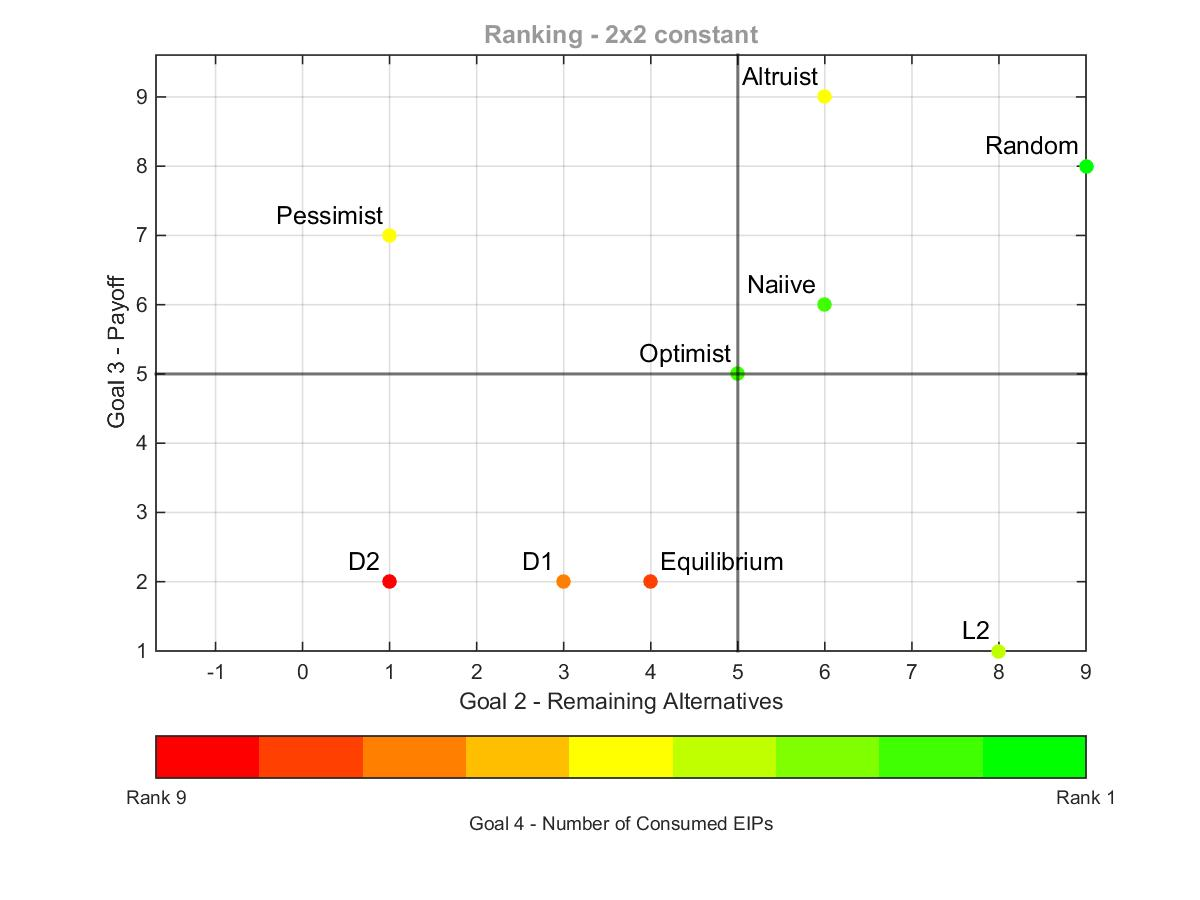 Ranking - 2x2 constant
Altruist
9
Random
8
Pessimist
7
Naiive
6
Optimist
5
Goal 3 - Payoff
4
3
D2
D1
Equilibrium
2
L2
1
-1 0 1 2 3 4 5 6 7 8 9
Goal 2 - Remaining Alternatives
Rank 9
Rank 1
Goal 4 - Number of Consumed EIPs